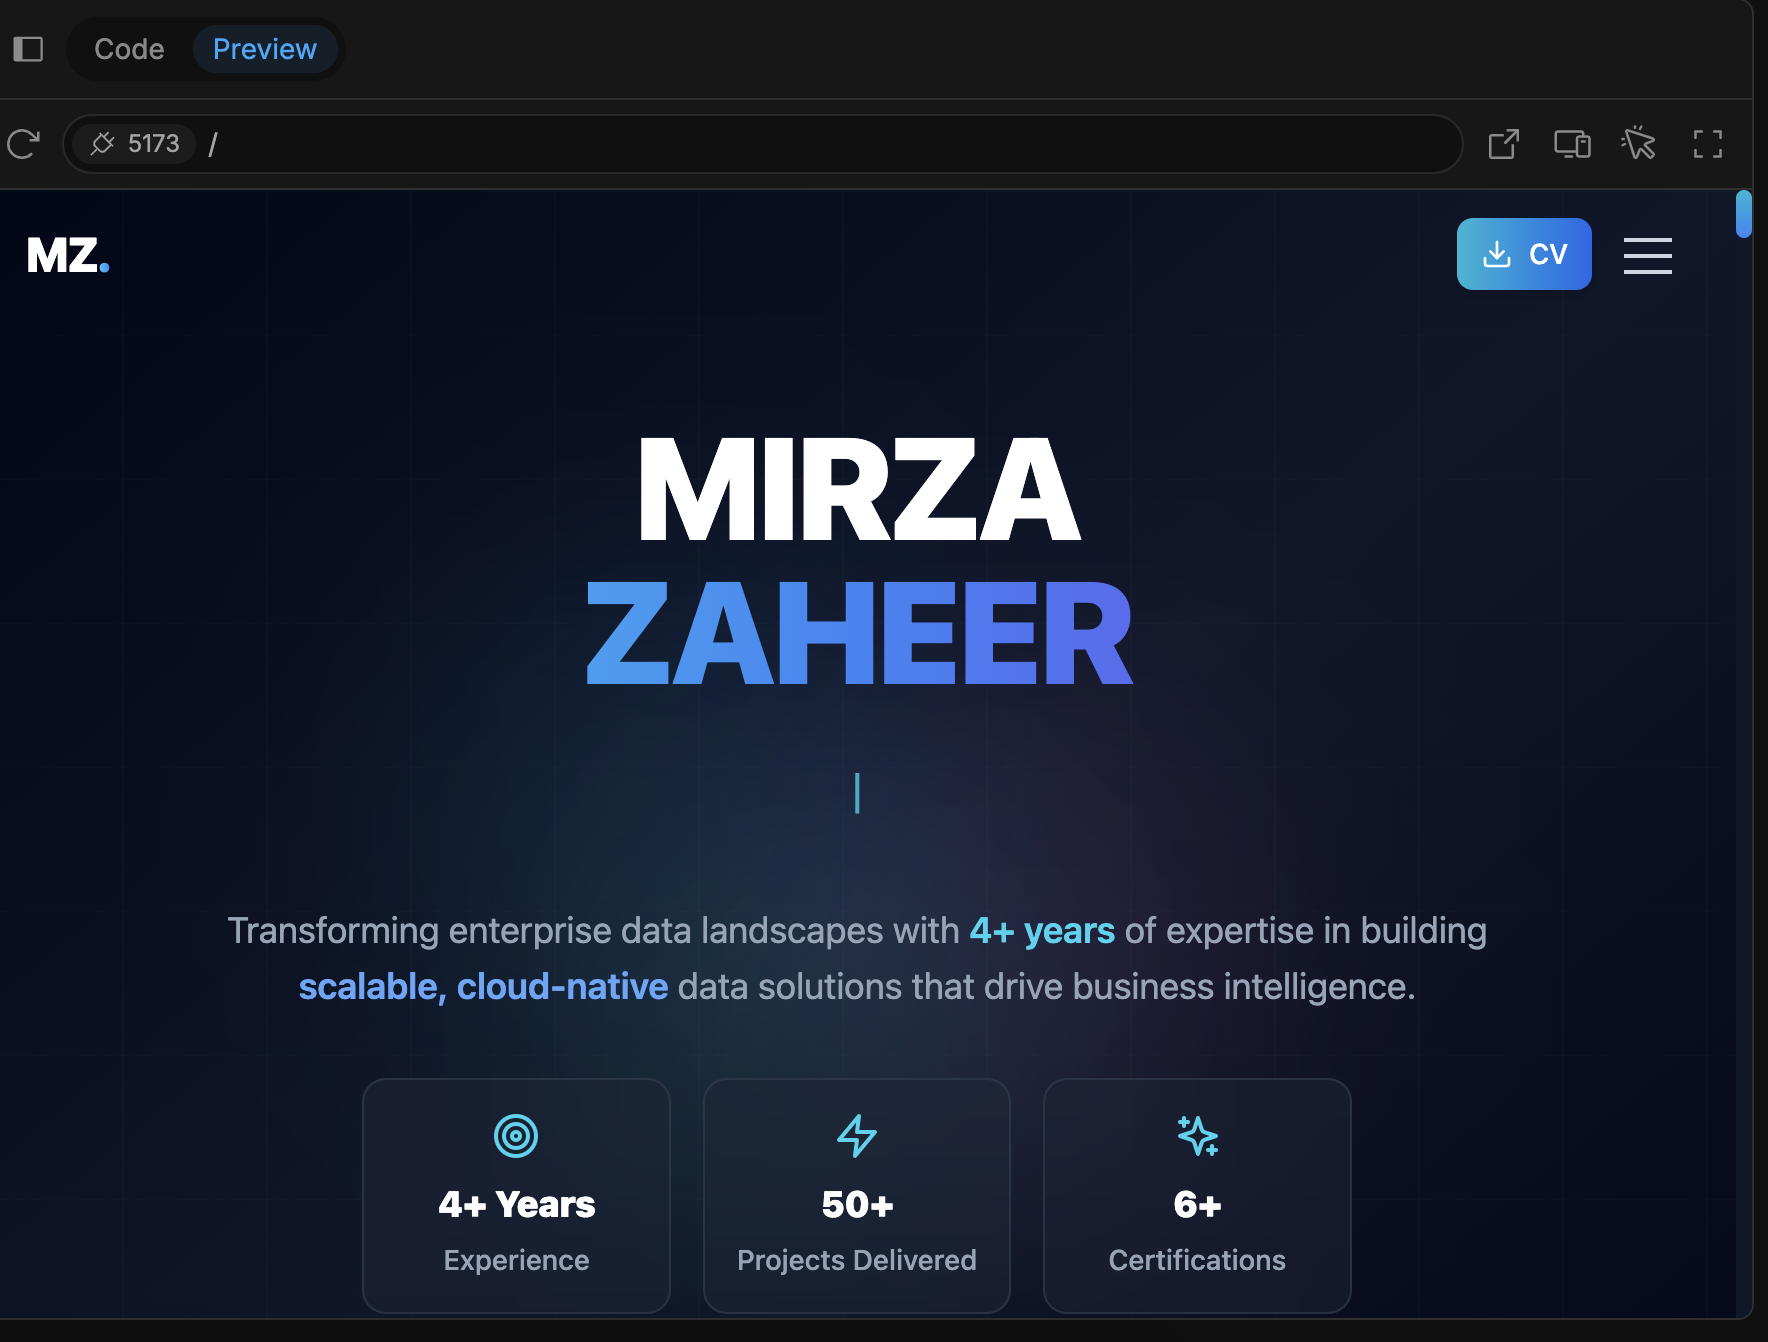 Code Preview
5173 /
MZ.
CV
MIRZA
ZAHEER
Transforming enterprise data landscapes with 4+ years of expertise in building
scalable, cloud-native data solutions that drive business intelligence.
4+ Years
Experience
50+
Projects Delivered
6+
Certifications